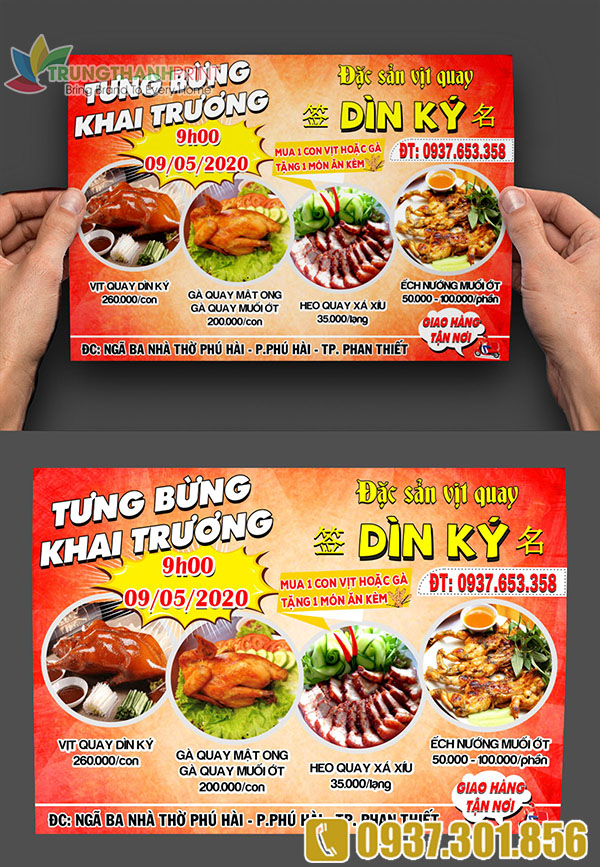 TRUNGTHANHPRINT
Bring Brand To Every Home
TƯNG BỪNG
KHAI TRƯƠNG
9h00
09/05/2020
Đặc sản vịt quay
签 DÌN KÝ 名
MUA 1 CON VỊT HOẶC GÀ
TẶNG 1 MÓN ĂN KÈM
ĐT: 0937.653.358
VỊT QUAY DÌN KÝ
260.000/con
GÀ QUAY MẬT ONG
GÀ QUAY MUỐI ỚT
200.000/con
HEO QUAY XÁ XÍU
35.000/lạng
ẾCH NƯỚNG MUỐI ỚT
50.000 - 100.000/phần
GIAO HÀNG
TẬN NƠI
ĐC: NGÃ BA NHÀ THỜ PHÚ HÀI - P.PHÚ HÀI - TP. PHAN THIẾT
TƯNG BỪNG
KHAI TRƯƠNG
9h00
09/05/2020
Đặc sản vịt quay
签 DÌN KÝ 名
MUA 1 CON VỊT HOẶC GÀ
TẶNG 1 MÓN ĂN KÈM
ĐT: 0937.653.358
VỊT QUAY DÌN KÝ
260.000/con
GÀ QUAY MẬT ONG
GÀ QUAY MUỐI ỚT
200.000/con
HEO QUAY XÁ XÍU
35.000/lạng
ẾCH NƯỚNG MUỐI ỚT
50.000 - 100.000/phần
GIAO HÀNG
TẬN NƠI
ĐC: NGÃ BA NHÀ THỜ PHÚ HÀI - P.PHÚ HÀI - TP. PHAN THIẾT
0937.301.856